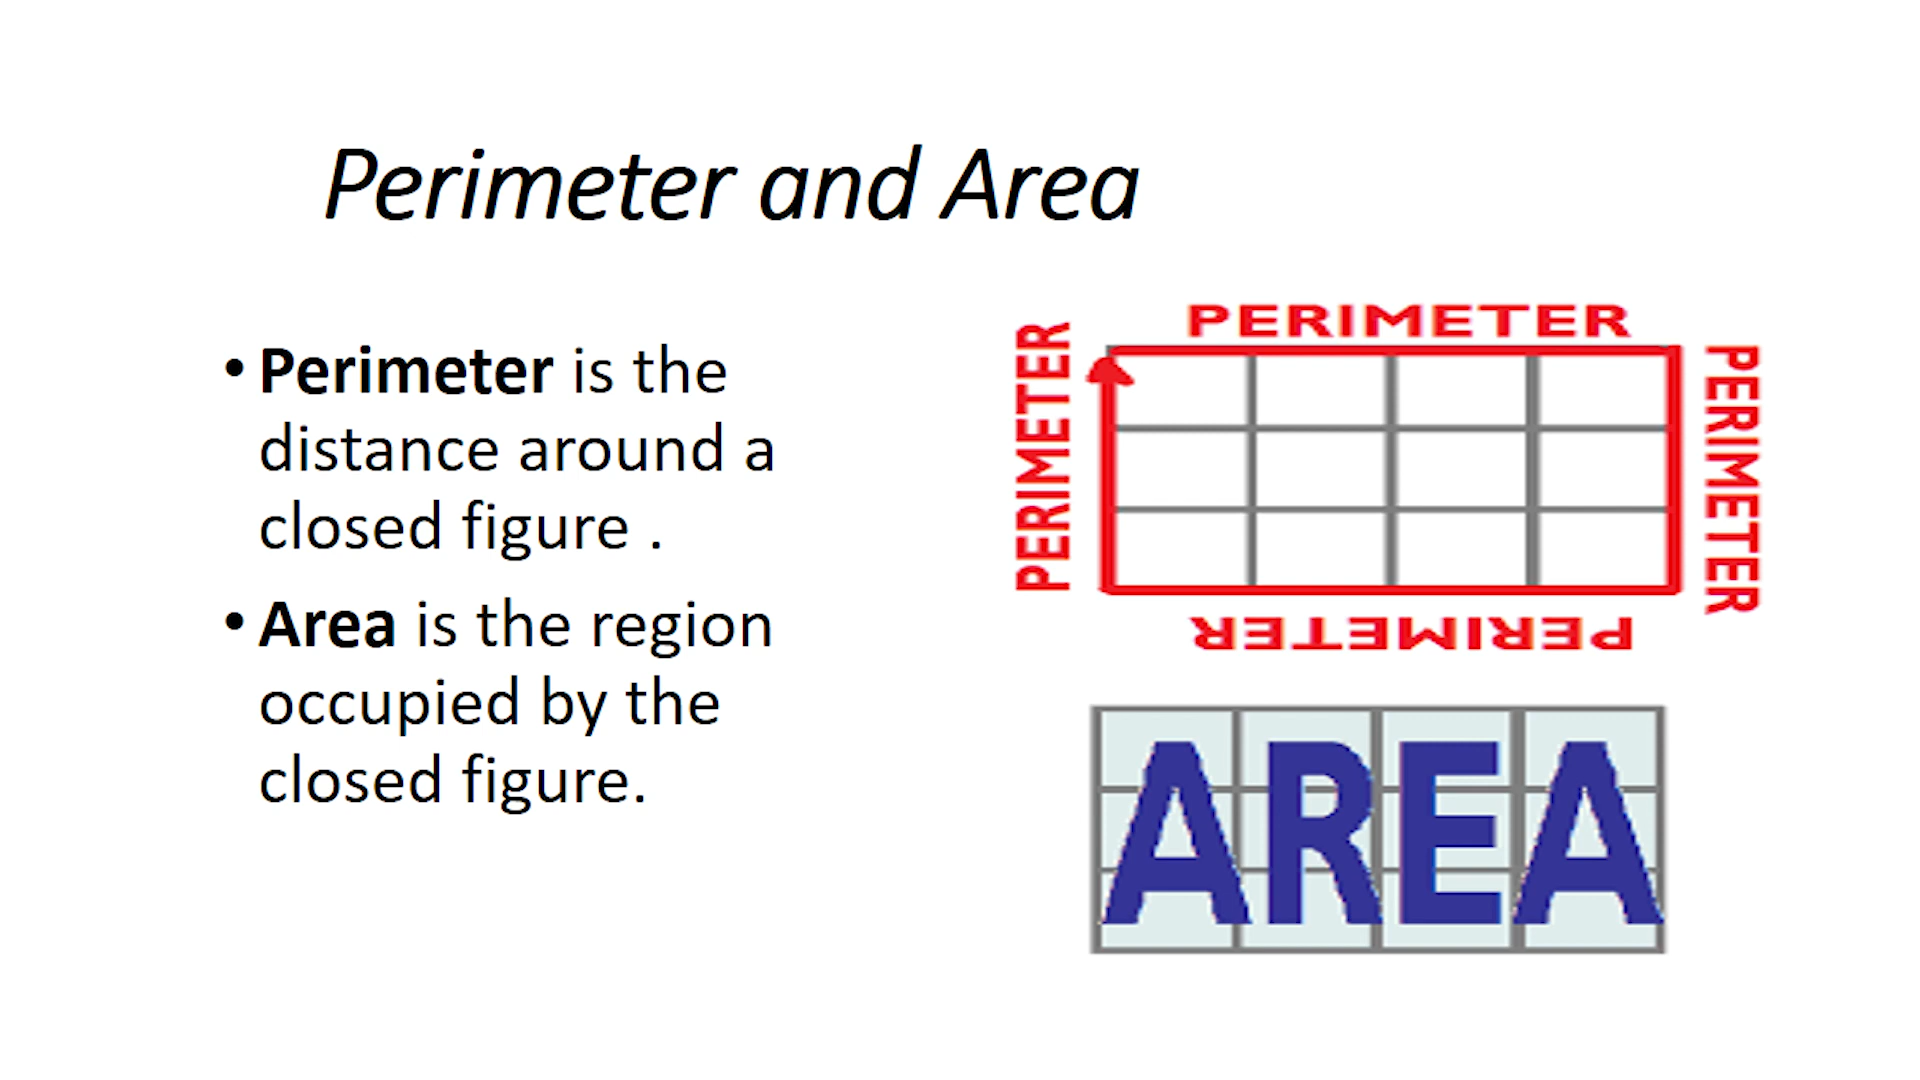 Perimeter and Area
• Perimeter is the
distance around a
closed figure .
• Area is the region
occupied by the
closed figure.
PERIMETER
PERIMETER
PERIMETER
PERIMETER
AREA